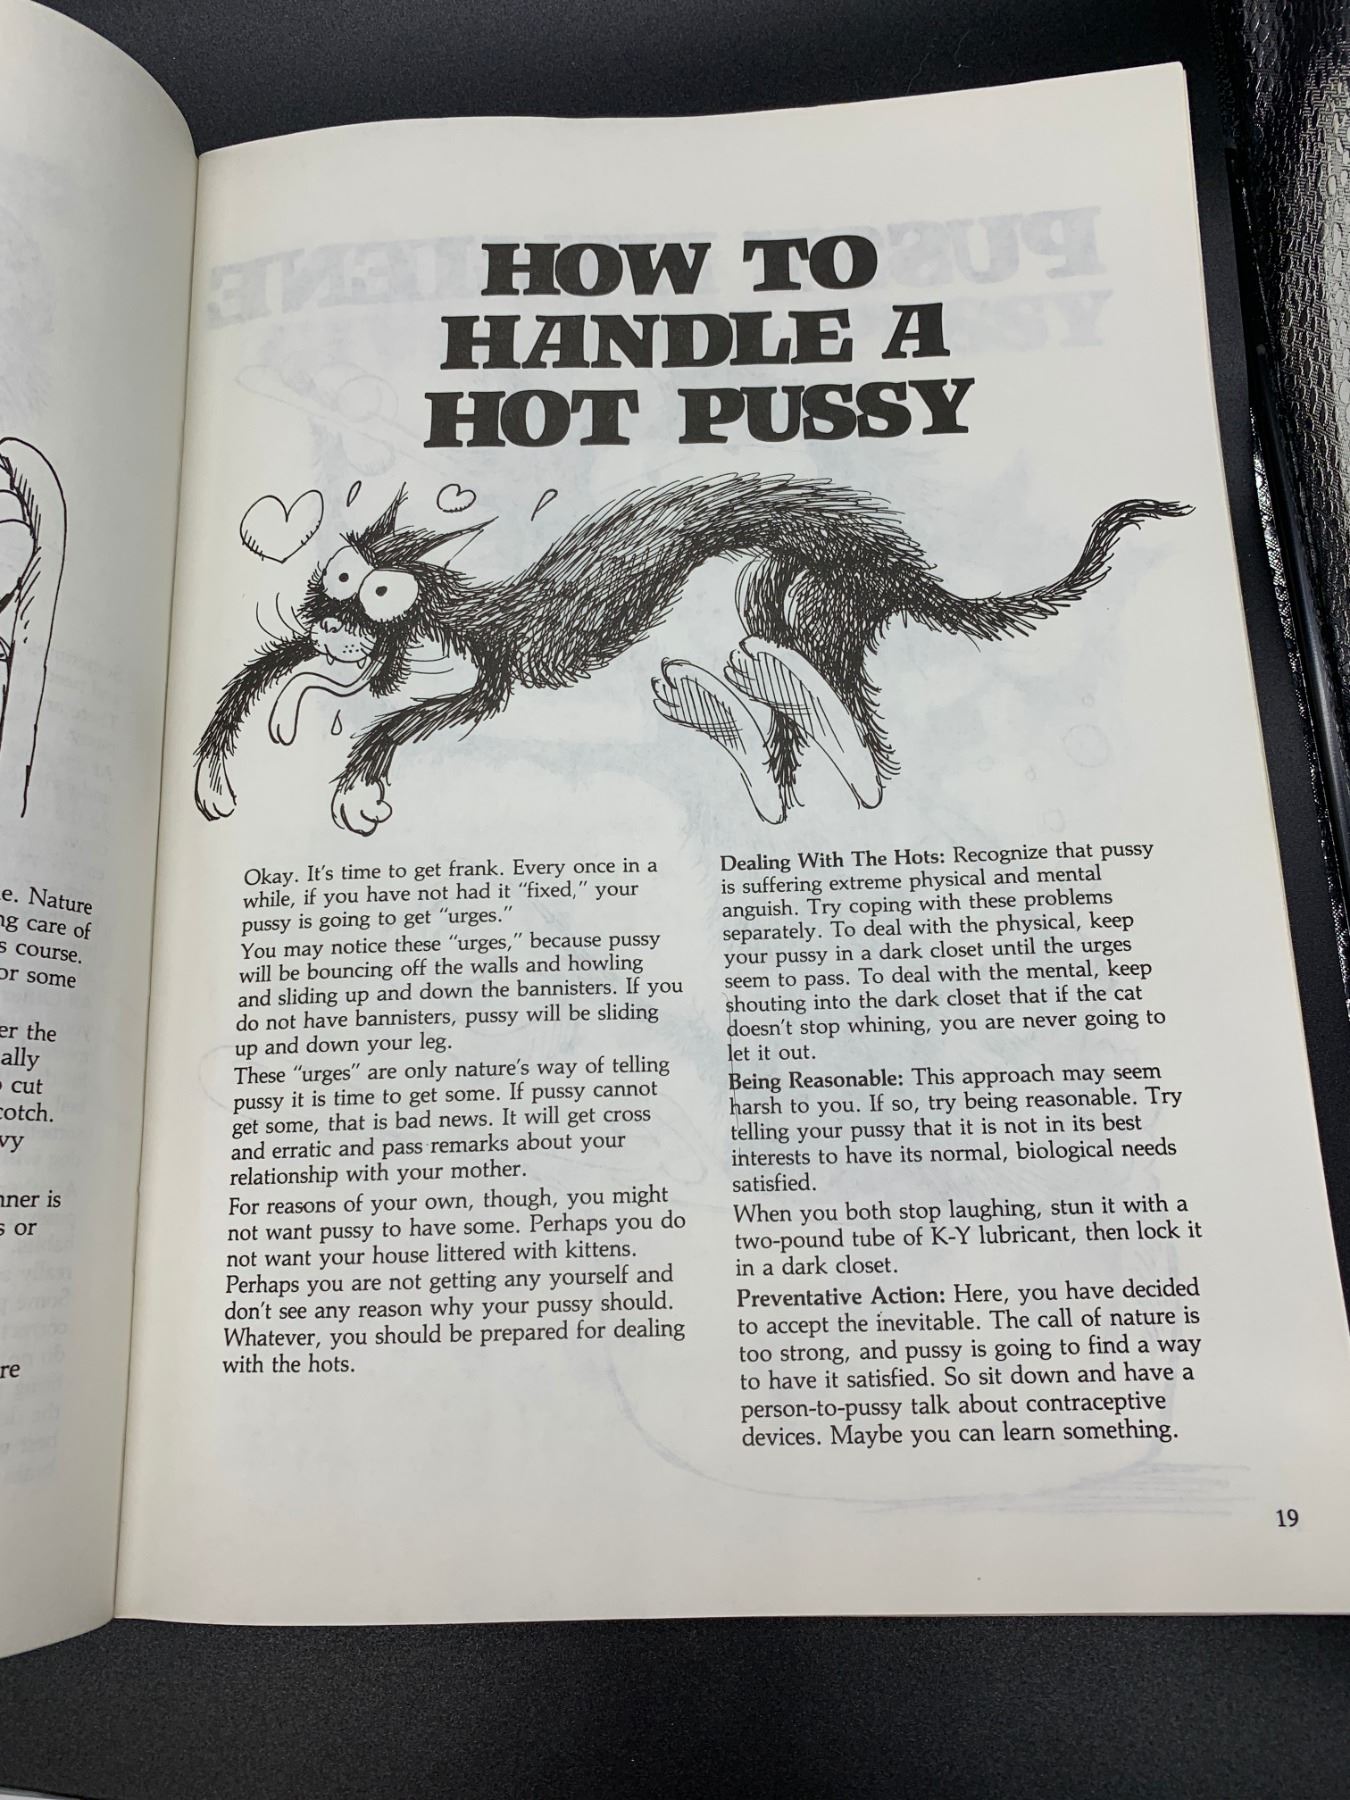 e. Nature
ng care of
s course.
or some
er the
ally
cut
cotch.
vy
nner is
s or
re
HOW TO
HANDLE A
HOT PUSSY
Okay. It's time to get frank. Every once in a
while, if you have not had it "fixed," your
pussy is going to get "urges."
You may notice these "urges," because pussy
will be bouncing off the walls and howling
and sliding up and down the bannisters. If you
do not have bannisters, pussy will be sliding
up and down your leg.
These "urges" are only nature's way of telling
pussy it is time to get some. If pussy cannot
get some, that is bad news. It will get cross
and erratic and pass remarks about your
relationship with your mother.
For reasons of your own, though, you might
not want pussy to have some. Perhaps you do
not want your house littered with kittens.
Perhaps you are not getting any yourself and
don't see any reason why your pussy should.
Whatever, you should be prepared for dealing
with the hots.
Dealing With The Hots: Recognize that pussy
is suffering extreme physical and mental
anguish. Try coping with these problems
separately. To deal with the physical, keep
your pussy in a dark closet until the urges
seem to pass. To deal with the mental, keep
shouting into the dark closet that if the cat
doesn't stop whining, you are never going to
let it out.
Being Reasonable: This approach may seem
harsh to you. If so, try being reasonable. Try
telling your pussy that it is not in its best
interests to have its normal, biological needs
satisfied.
When you both stop laughing, stun it with a
two-pound tube of K-Y lubricant, then lock it
in a dark closet.
Preventative Action: Here, you have decided
to accept the inevitable. The call of nature is
too strong, and pussy is going to find a way
to have it satisfied. So sit down and have a
person-to-pussy talk about contraceptive
devices. Maybe you can learn something.
19